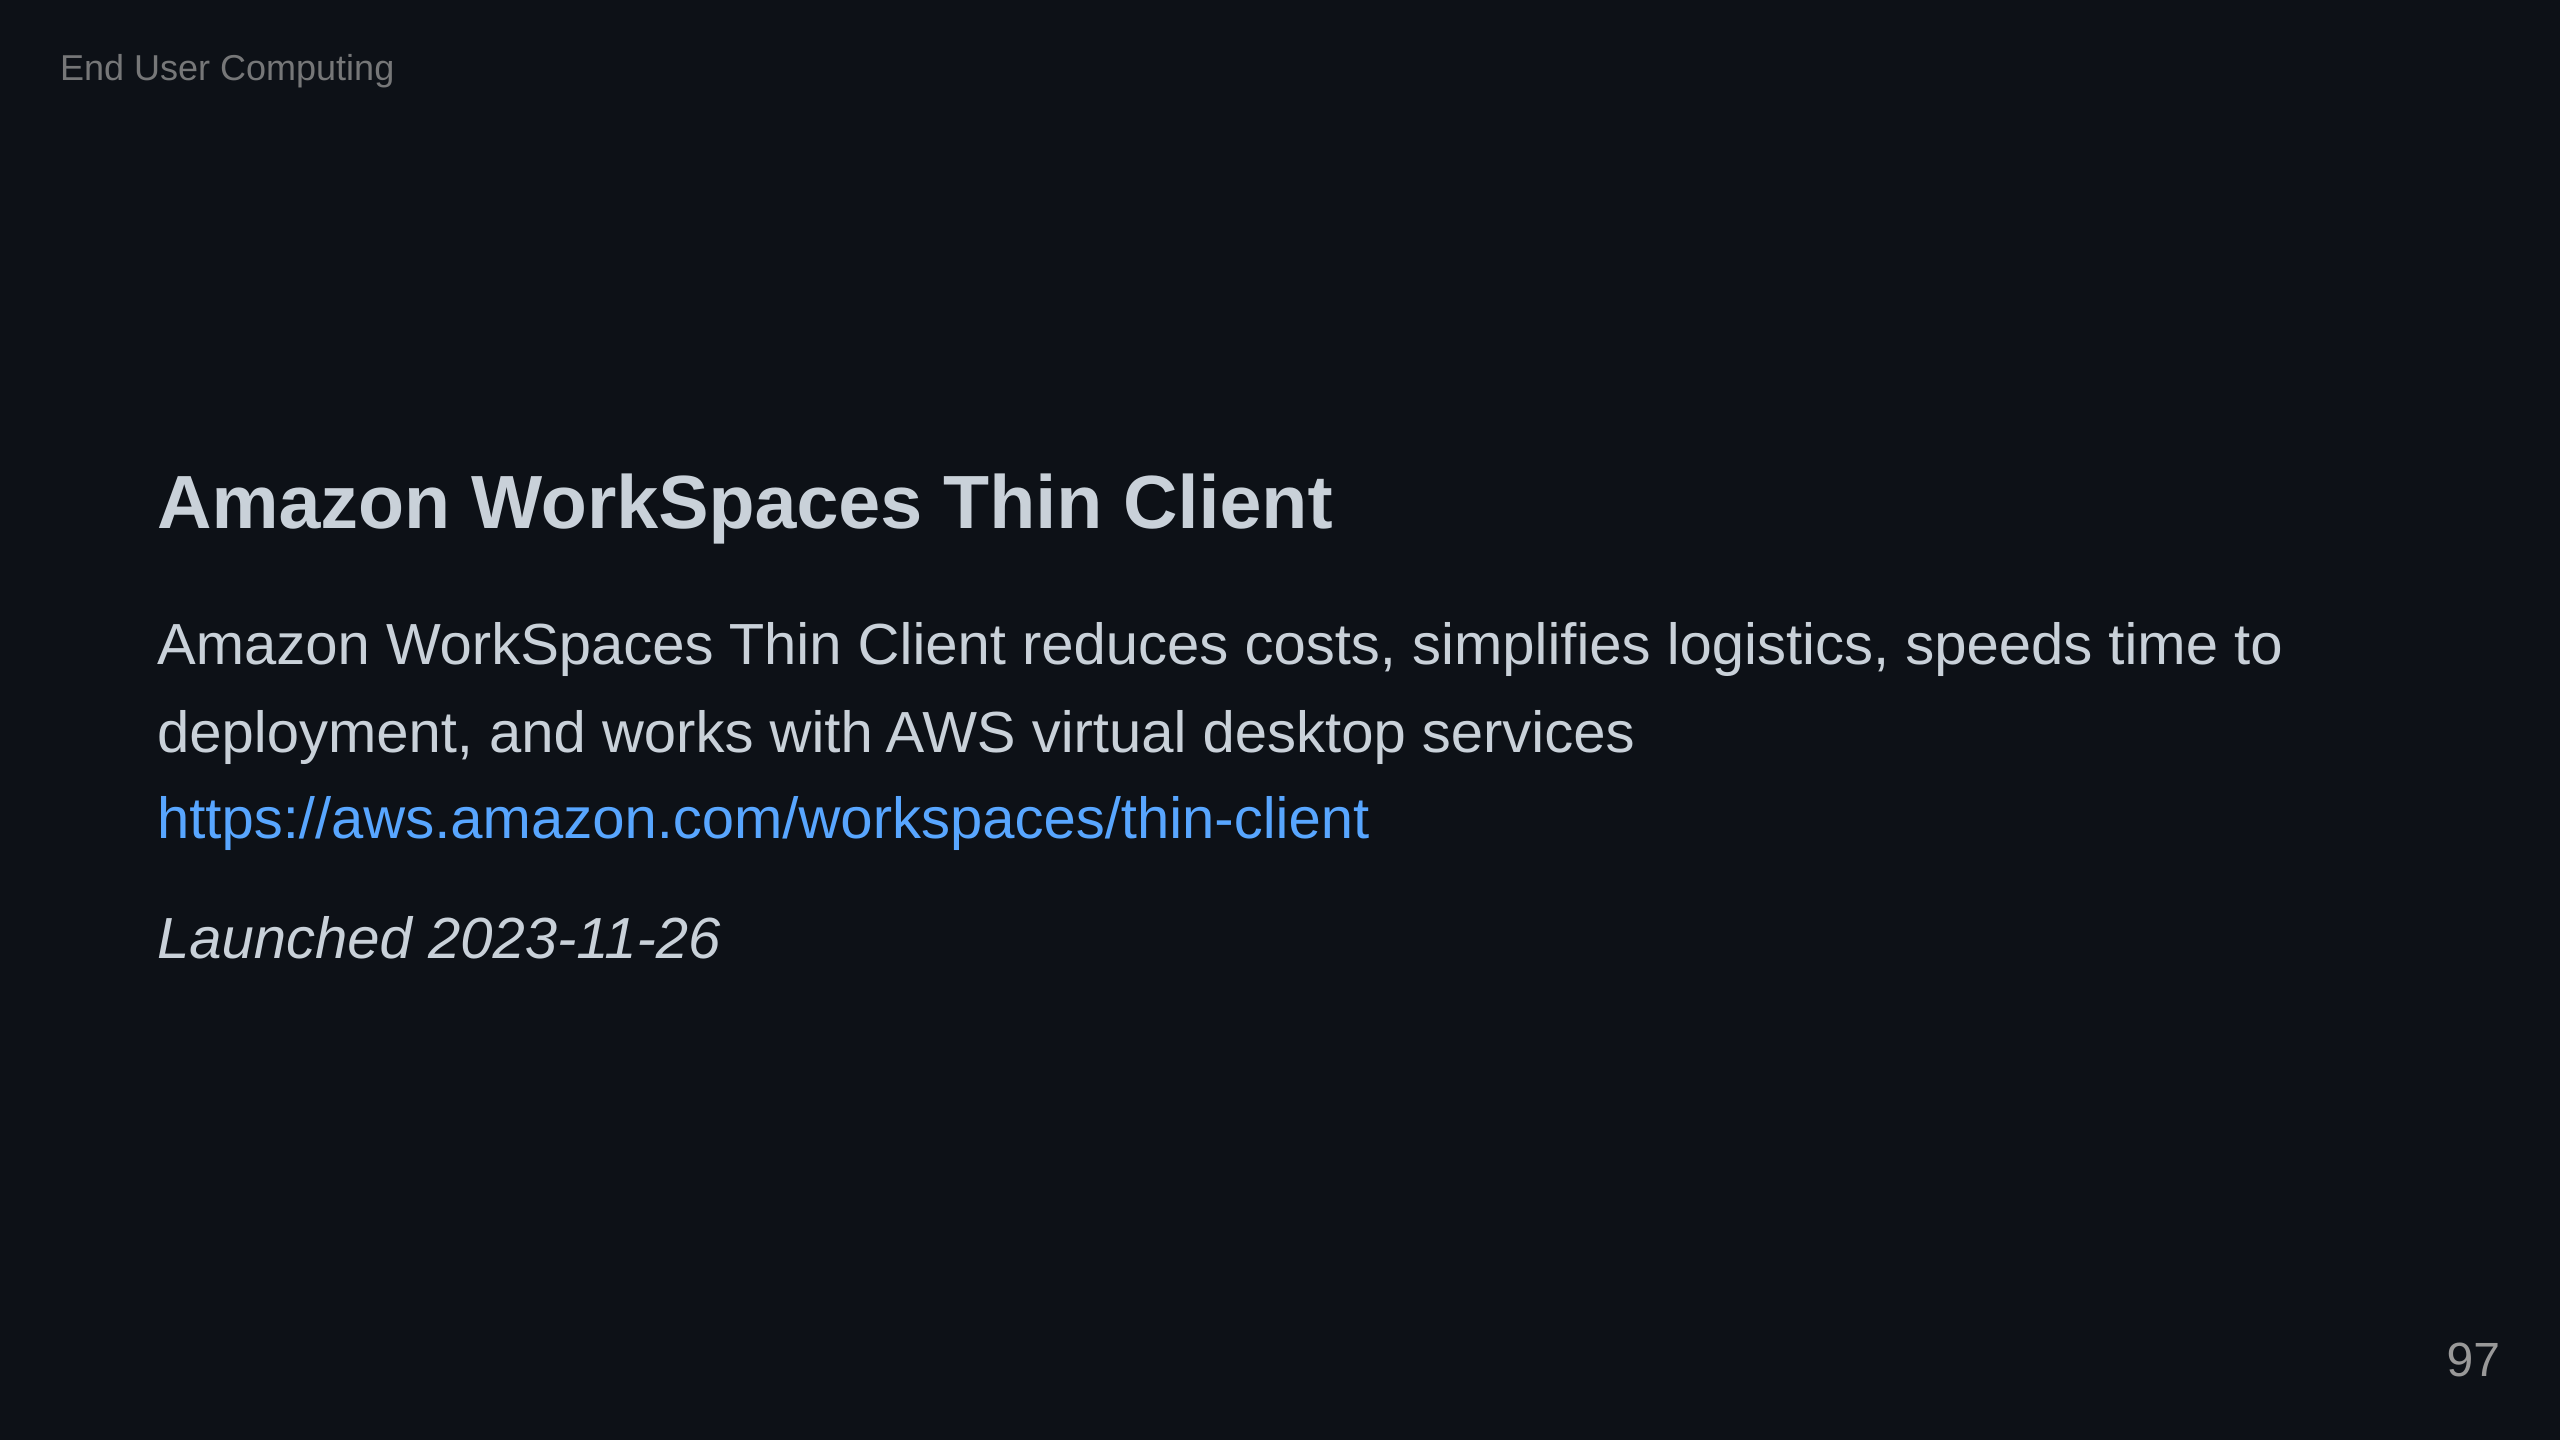 End User Computing
Amazon WorkSpaces Thin Client
Amazon WorkSpaces Thin Client reduces costs, simplifies logistics, speeds time to
deployment, and works with AWS virtual desktop services
https://aws.amazon.com/workspaces/thin-client
Launched 2023-11-26
97